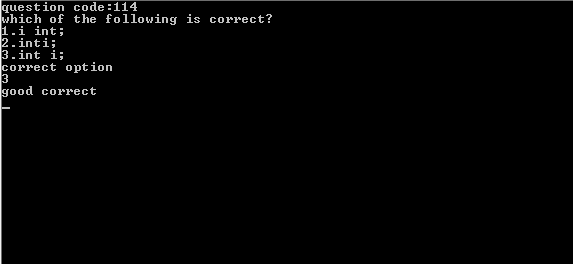 question code:114
which of the following is correct?
1.i int;
2.inti;
3.int i;
correct option
3
good correct